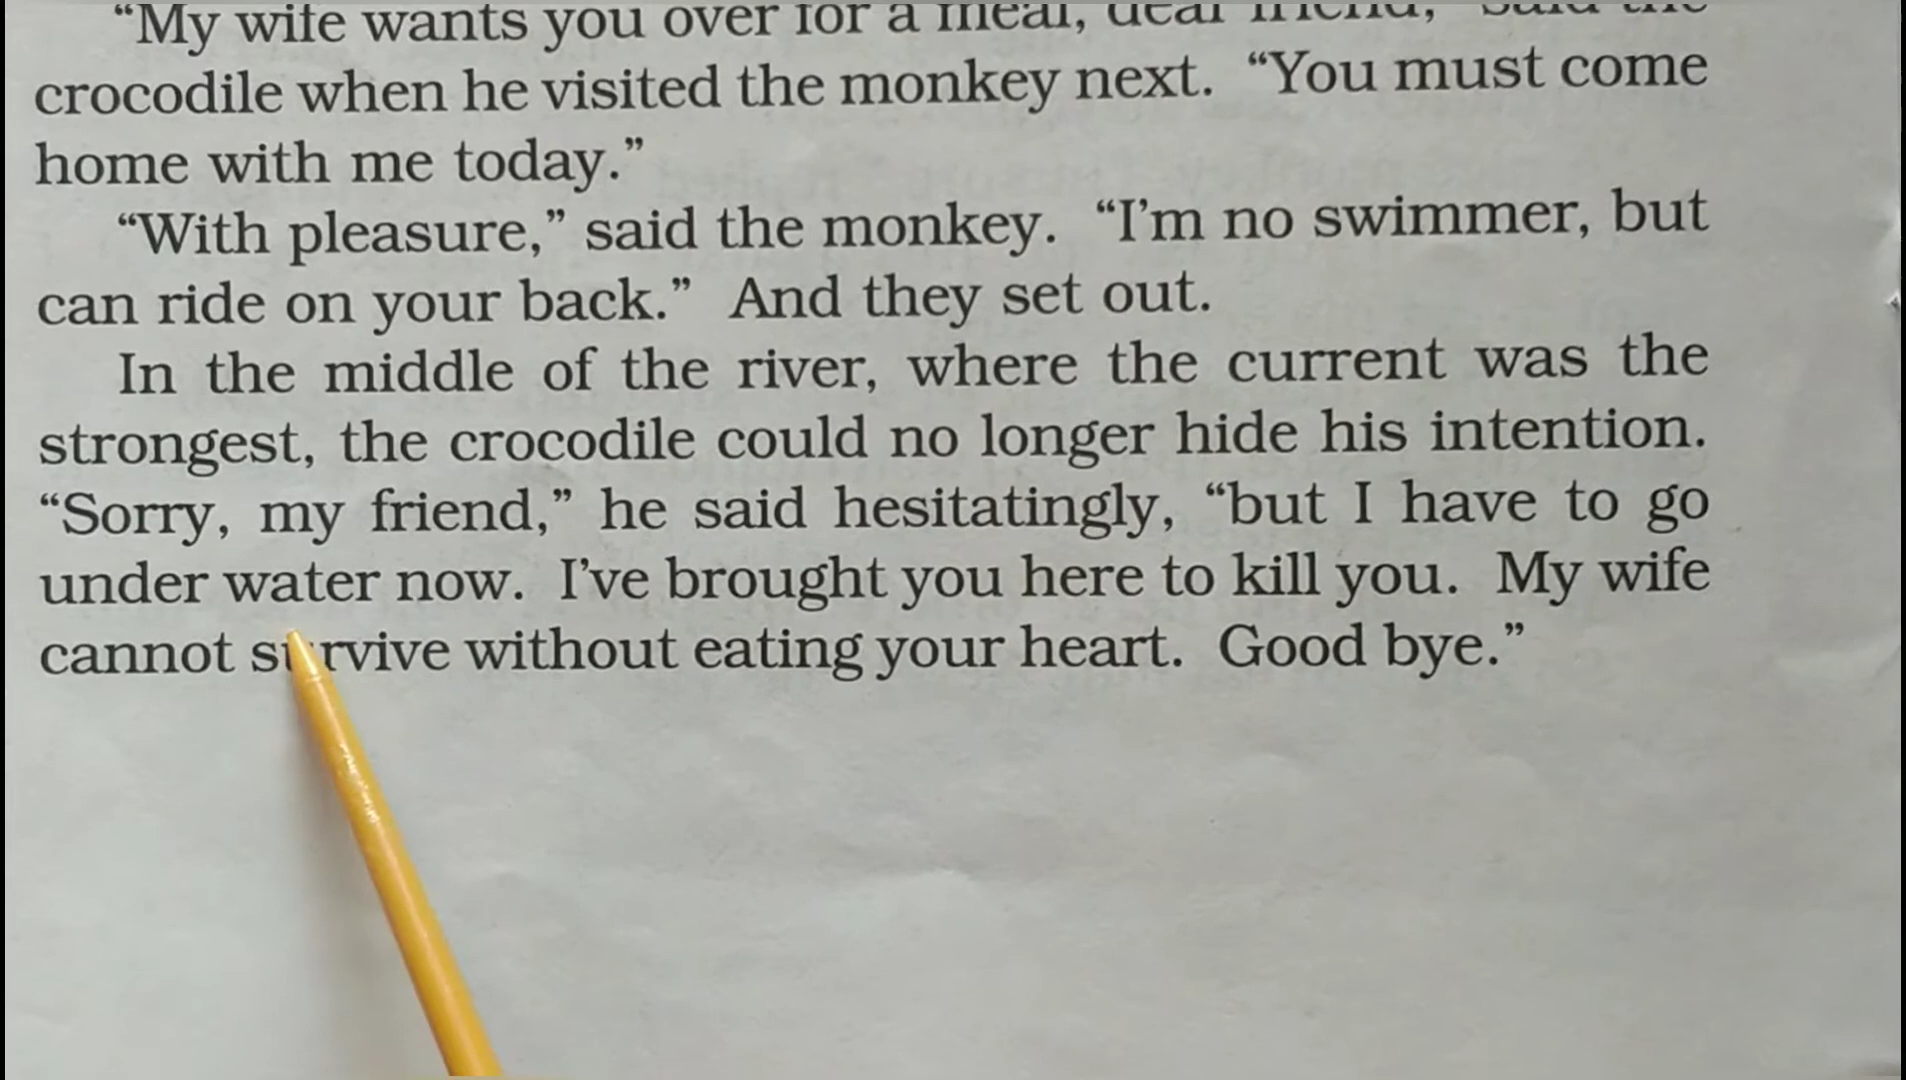 “My wife wants you over for a meal, dear friend,” said the
crocodile when he visited the monkey next. “You must come
home with me today.”
“With pleasure,” said the monkey. “I’m no swimmer, but
can ride on your back.” And they set out.
In the middle of the river, where the current was the
strongest, the crocodile could no longer hide his intention.
“Sorry, my friend,” he said hesitatingly, “but I have to go
under water now. I’ve brought you here to kill you. My wife
cannot survive without eating your heart. Good bye.”